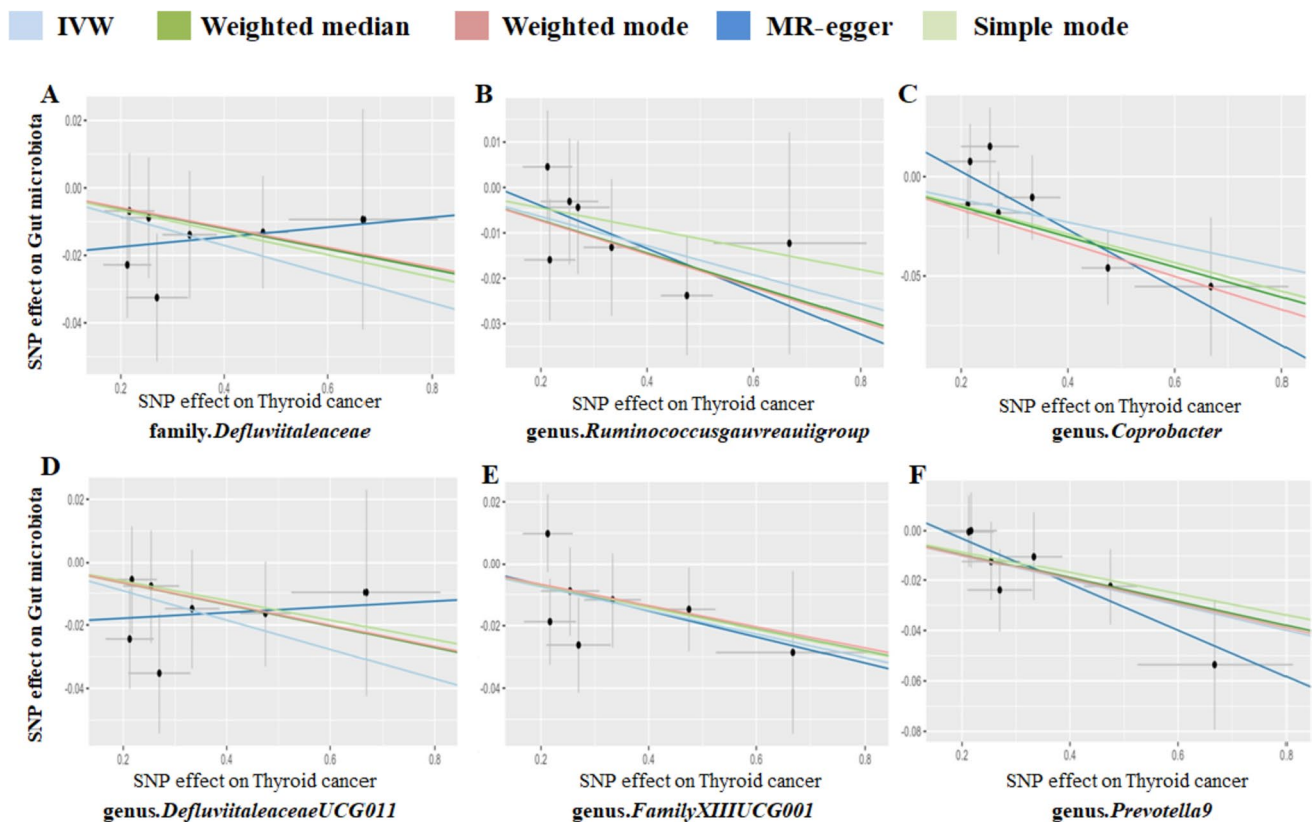 IVW Weighted median Weighted mode MR-egger Simple mode
A
SNP effect on Gut microbiota
0.02
0.00
-0.02
-0.04
0.2 0.4 0.6 0.8
SNP effect on Thyroid cancer
family.Defluviitaleaceae
B
0.01
0.00
-0.01
-0.02
-0.03
0.2 0.4 0.6 0.8
SNP effect on Thyroid cancer
genus.Ruminococcusgauvreauiigroup
C
0.00
-0.05
0.2 0.4 0.6 0.8
SNP effect on Thyroid cancer
genus.Coprobacter
D
SNP effect on Gut microbiota
0.02
0.00
-0.02
-0.04
0.2 0.4 0.6 0.8
SNP effect on Thyroid cancer
genus.DefluviitaleaceaeUCG011
E
0.02
0.00
-0.02
-0.04
0.2 0.4 0.6 0.8
SNP effect on Thyroid cancer
genus.FamilyXIIIUCG001
F
0.00
-0.02
-0.04
-0.06
-0.08
0.2 0.4 0.6 0.8
SNP effect on Thyroid cancer
genus.Prevotella9